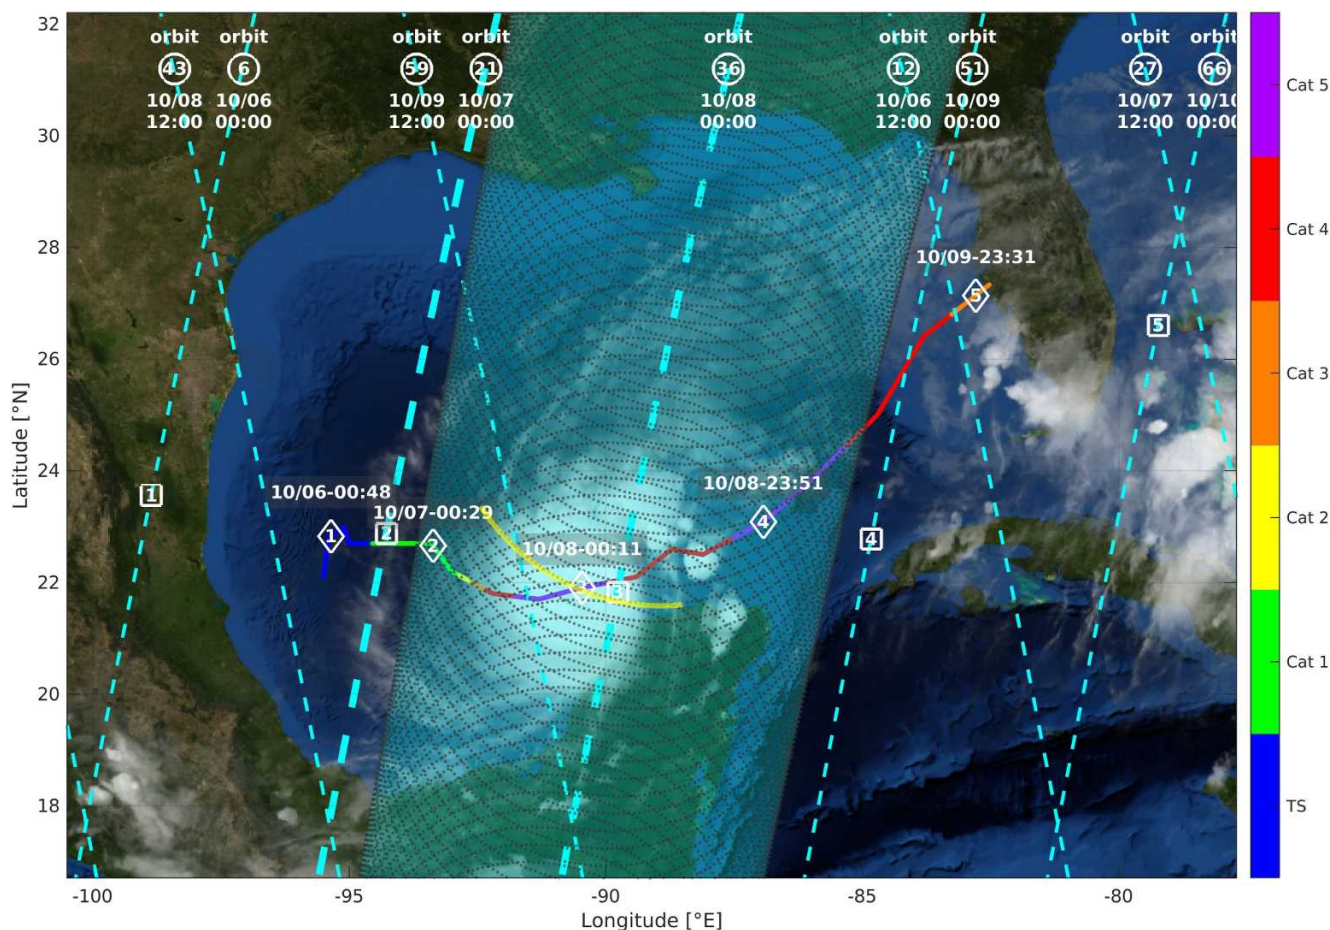 orbit orbit orbit orbit orbit orbit orbit orbit orbit
43 6 59 21 36 12 51 27 66
10/08 10/06 10/09 10/07 10/08 10/06 10/09 10/07 10/10
12:00 00:00 12:00 00:00 00:00 12:00 00:00 12:00 00:00
32
30
28
26
24
22
20
18
Latitude [°N]
10/09-23:31
5
5
10/08-23:51
4
4
1
10/06-00:48
1
10/07-00:29
2
2
10/08-00:11
3
-100 -95 -90 -85 -80
Longitude [°E]
Cat 5
Cat 4
Cat 3
Cat 2
Cat 1
TS